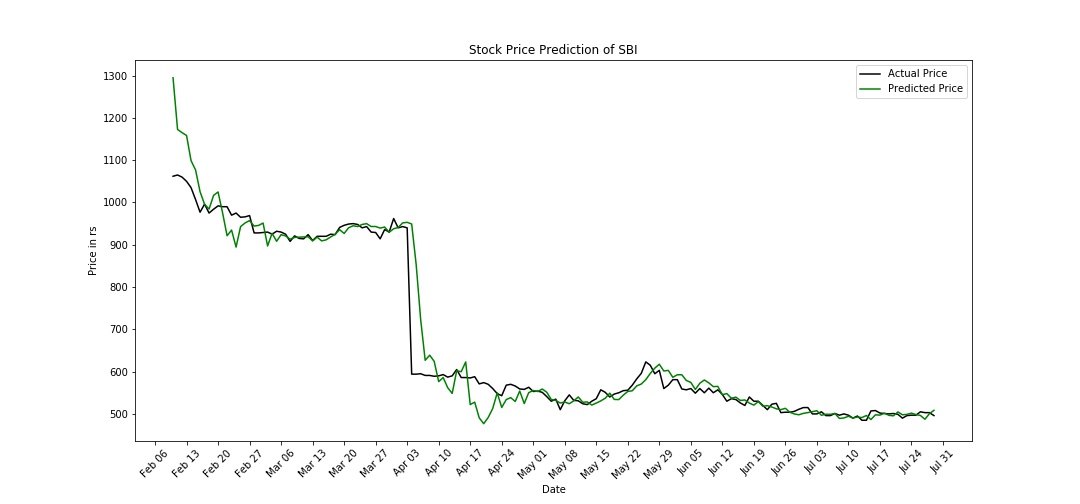 Stock Price Prediction of SBI
Actual Price
Predicted Price
Price in rs
1300
1200
1100
1000
900
800
700
600
500
Feb 06
Feb 13
Feb 20
Feb 27
Mar 06
Mar 13
Mar 20
Mar 27
Apr 03
Apr 10
Apr 17
Apr 24
May 01
May 08
May 15
May 22
May 29
Jun 05
Jun 12
Jun 19
Jun 26
Jul 03
Jul 10
Jul 17
Jul 24
Jul 31
Date